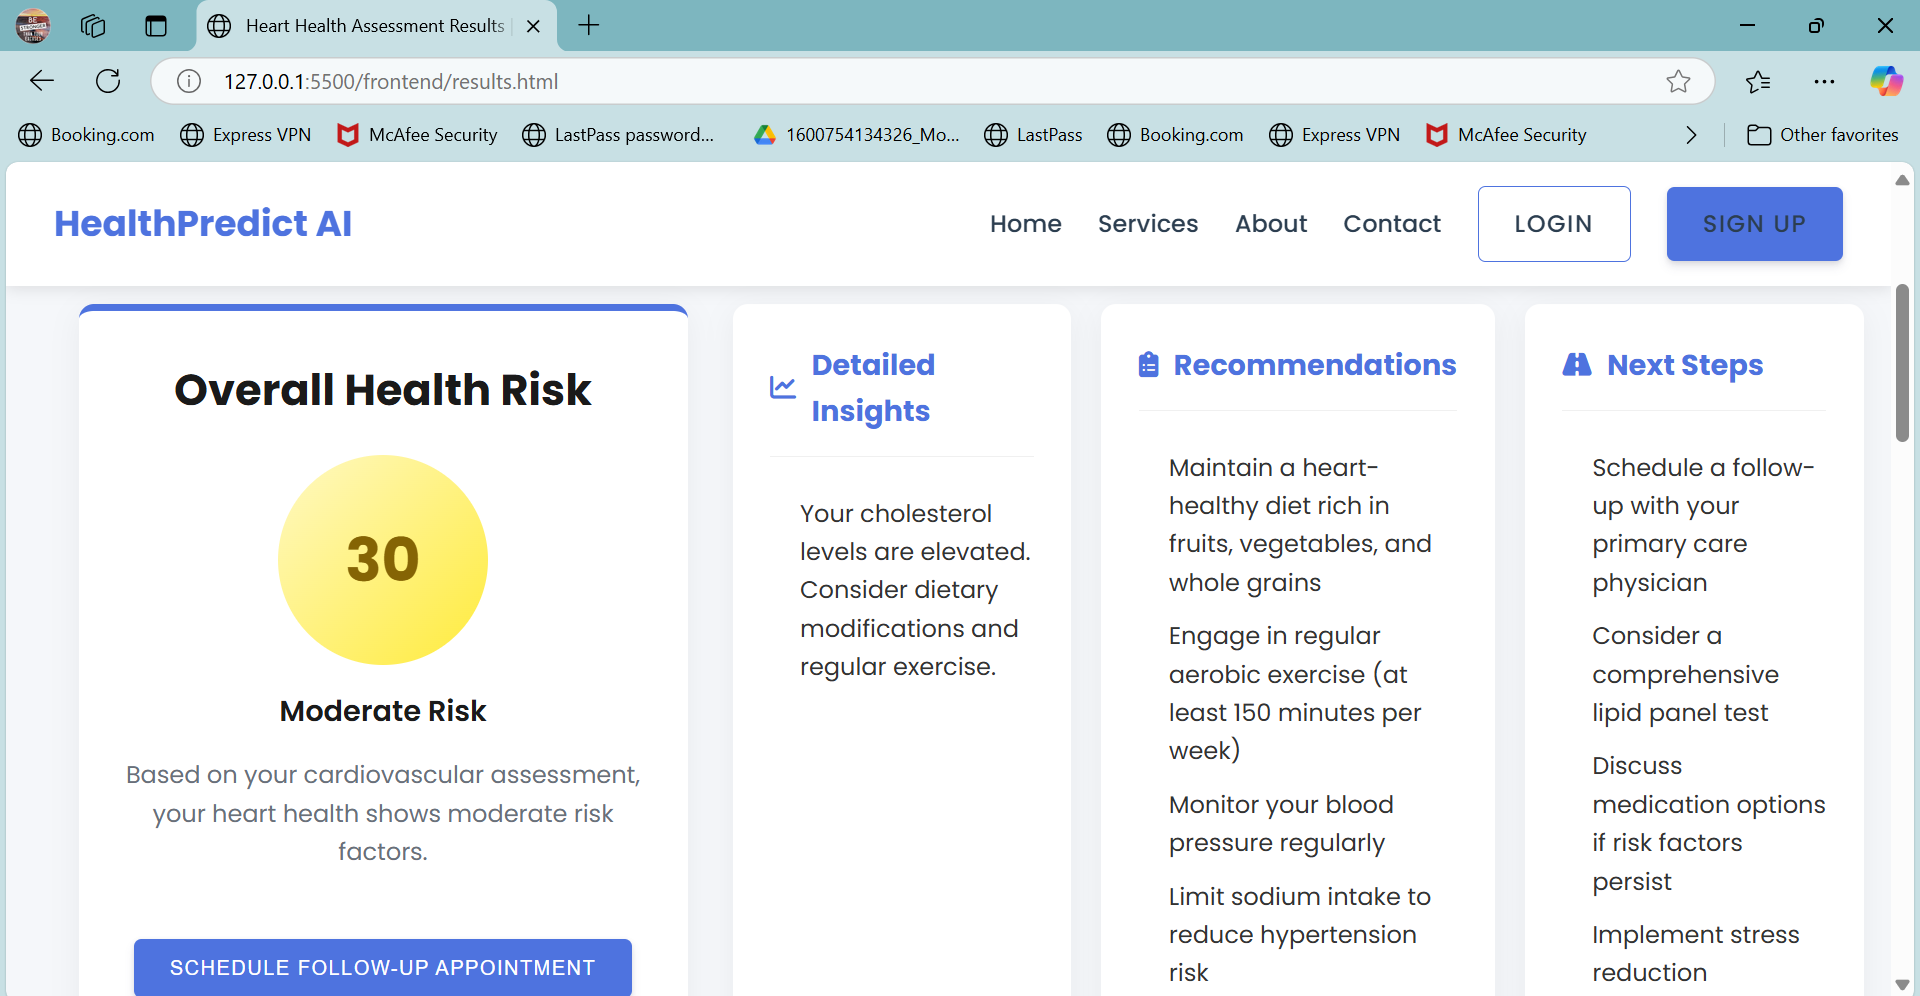 Heart Health Assessment Results
127.0.0.1:5500/frontend/results.html
Booking.com
Express VPN
McAfee Security
LastPass password...
1600754134326_Mo...
LastPass
Booking.com
Express VPN
McAfee Security
Other favorites
HealthPredict AI
Home
Services
About
Contact
LOGIN
SIGN UP
Overall Health Risk
30
Moderate Risk
Based on your cardiovascular assessment,
your heart health shows moderate risk
factors.
SCHEDULE FOLLOW-UP APPOINTMENT
Detailed
Insights
Your cholesterol
levels are elevated.
Consider dietary
modifications and
regular exercise.
Recommendations
Maintain a heart-
healthy diet rich in
fruits, vegetables, and
whole grains
Engage in regular
aerobic exercise (at
least 150 minutes per
week)
Monitor your blood
pressure regularly
Limit sodium intake to
reduce hypertension
risk
Next Steps
Schedule a follow-
up with your
primary care
physician
Consider a
comprehensive
lipid panel test
Discuss
medication options
if risk factors
persist
Implement stress
reduction